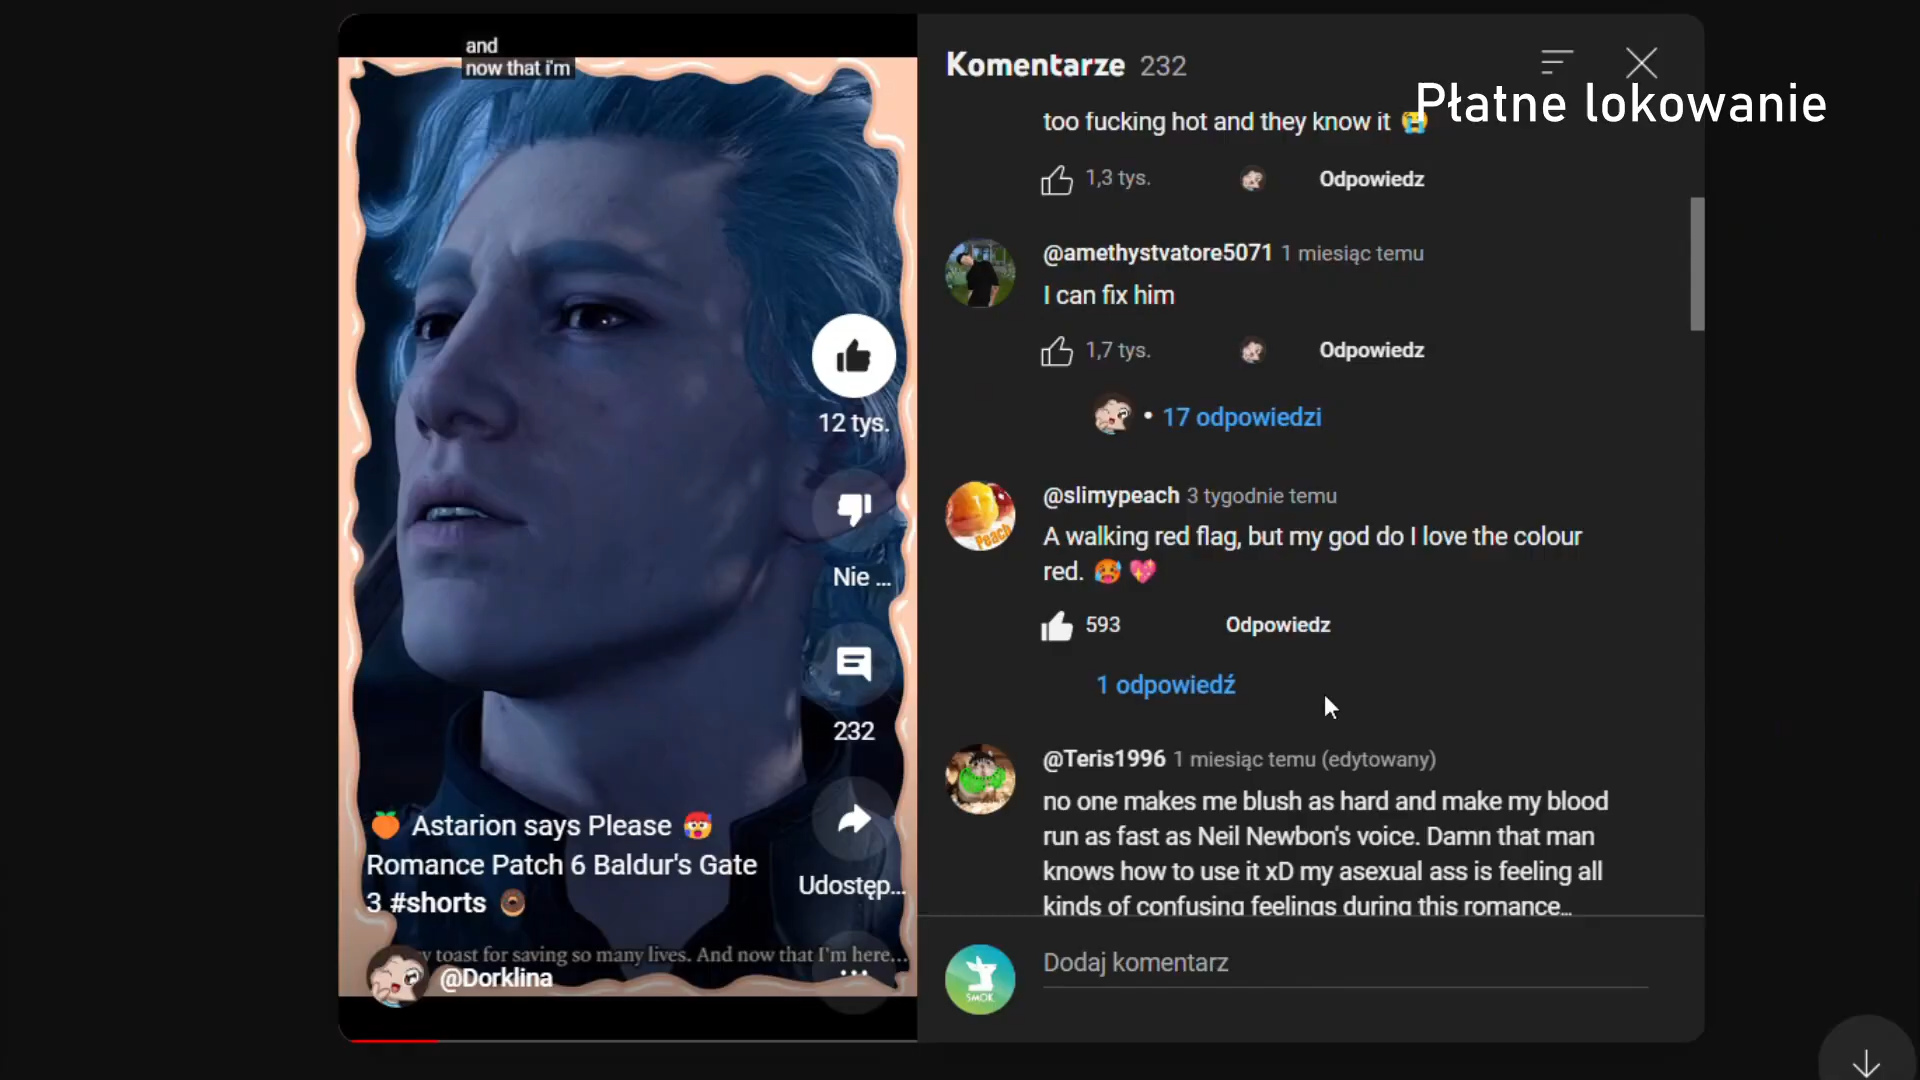 and
now that i'm
12 tys.
Nie ...
232
Udostęp...
Astarion says Please
Romance Patch 6 Baldur's Gate
3 #shorts
y toast for saving so many lives. And now that I'm here...
@Dorklina
Komentarze 232
Płatne lokowanie
too fucking hot and they know it 😭
1,3 tys. Odpowiedz
@amethystvatore5071 1 miesiąc temu
I can fix him
1,7 tys. Odpowiedz
• 17 odpowiedzi
@slimypeach 3 tygodnie temu
Peach
A walking red flag, but my god do I love the colour
red. 🥵 💖
593 Odpowiedz
1 odpowiedź
@Teris1996 1 miesiąc temu (edytowany)
no one makes me blush as hard and make my blood
run as fast as Neil Newbon's voice. Damn that man
knows how to use it xD my asexual ass is feeling all
kinds of confusing feelings during this romance...
SMOK
Dodaj komentarz